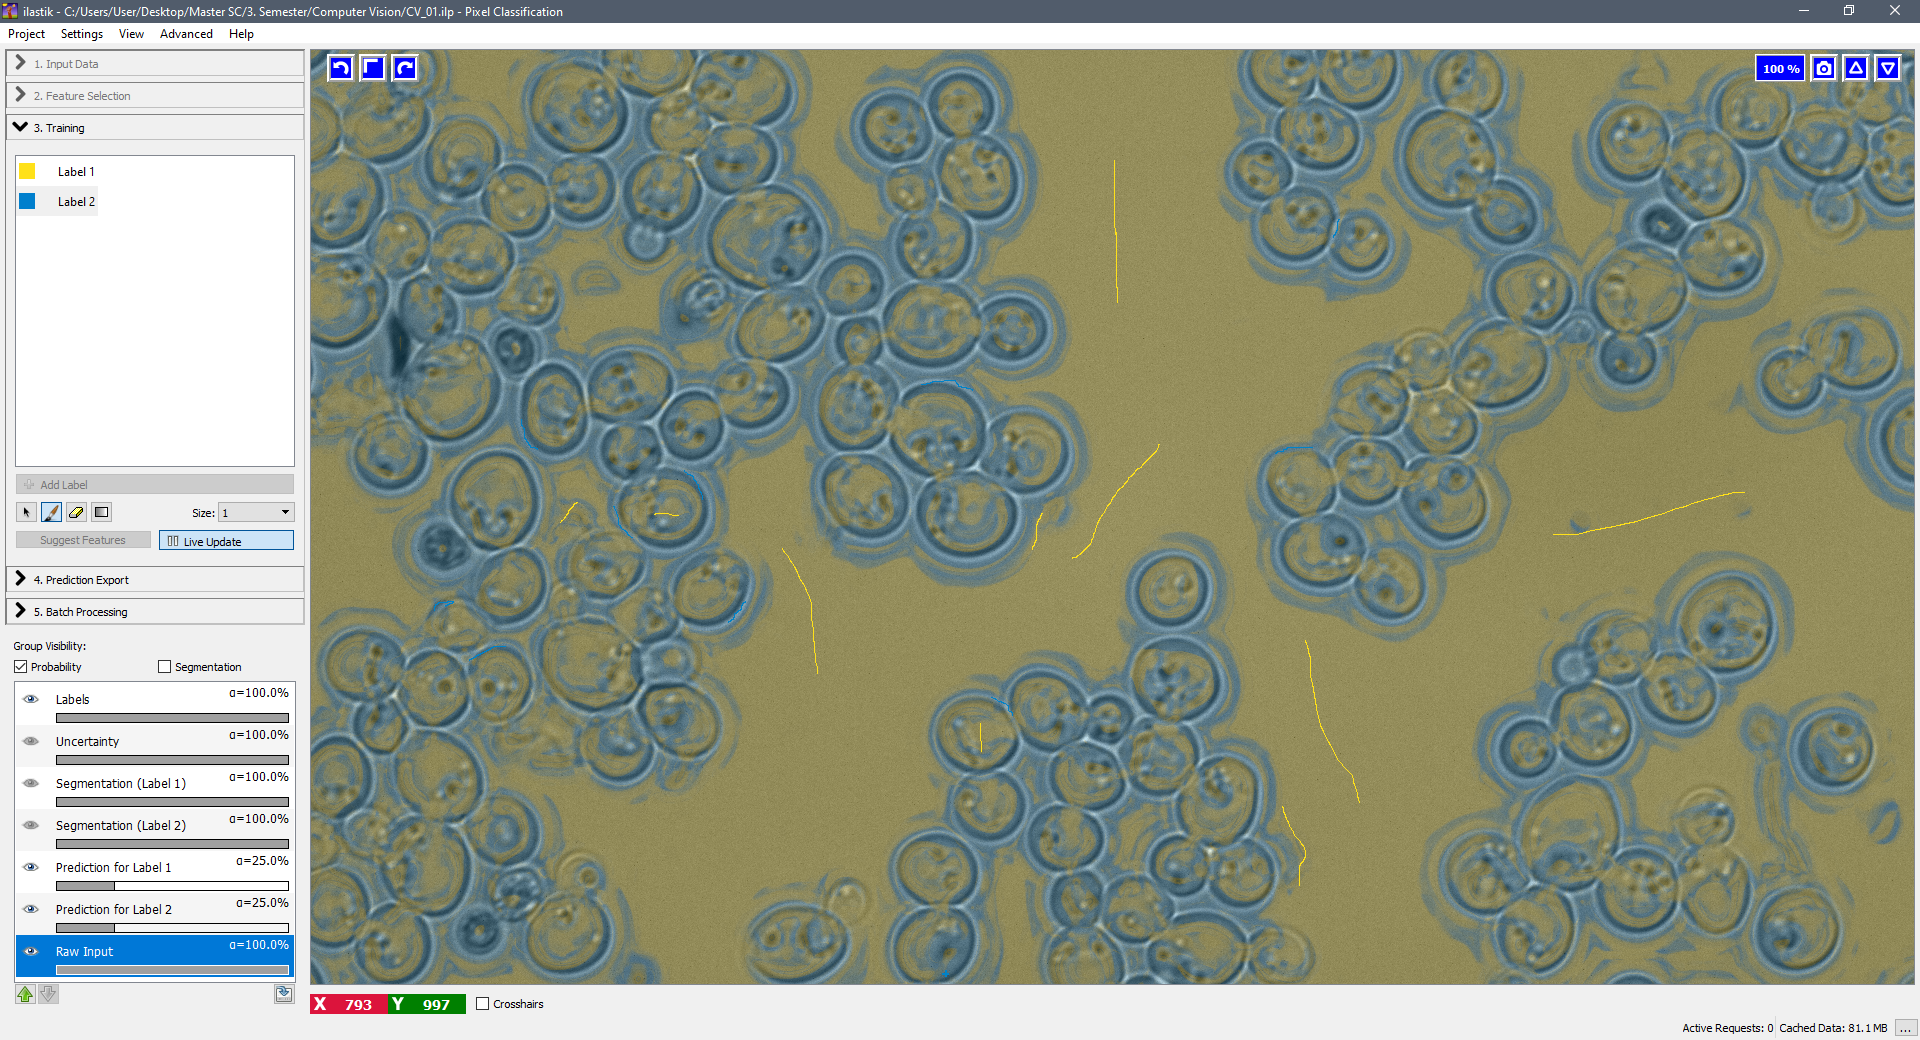 ilastik - C:/Users/User/Desktop/Master SC/3. Semester/Computer Vision/CV_01.ilp - Pixel Classification
Project Settings View Advanced Help
1. Input Data
2. Feature Selection
3. Training
Label 1
Label 2
Add Label
Size: 1
Suggest Features
Live Update
4. Prediction Export
5. Batch Processing
Group Visibility:
Probability Segmentation
Labels α=100.0%
Uncertainty α=100.0%
Segmentation (Label 1) α=100.0%
Segmentation (Label 2) α=100.0%
Prediction for Label 1 α=25.0%
Prediction for Label 2 α=25.0%
Raw Input α=100.0%
100 %
X 793 Y 997 Crosshairs
Active Requests: 0 Cached Data: 81.1 MB ...